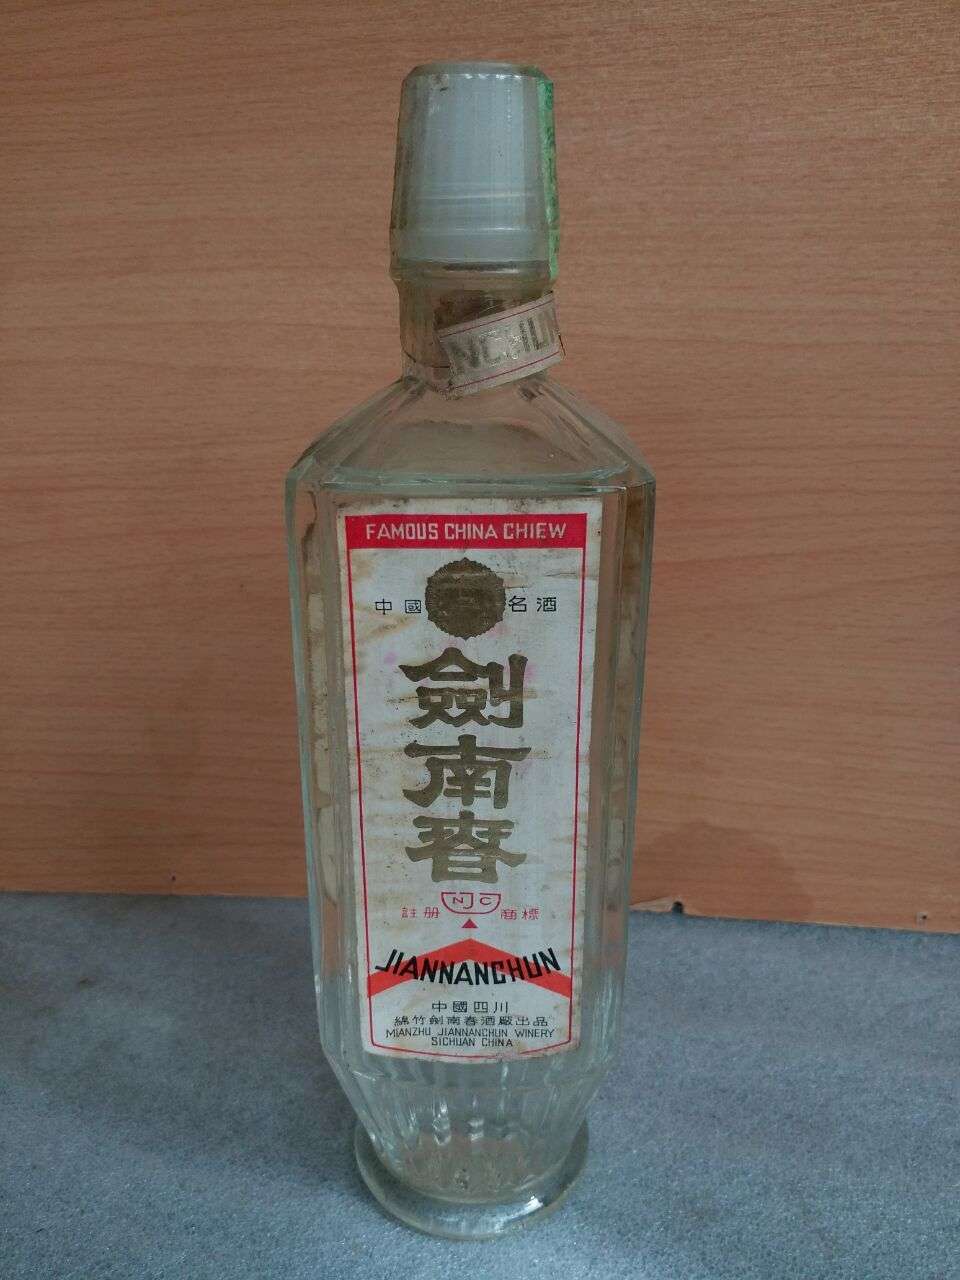 NCHUN
FAMOUS CHINA CHIEW
中國 名酒
劍南春
NJC
註册 商標
JIANNANCHUN
中國四川
綿竹劍南春酒廠出品
MIANZHU JIANNANCHUN WINERY
SICHUAN CHINA